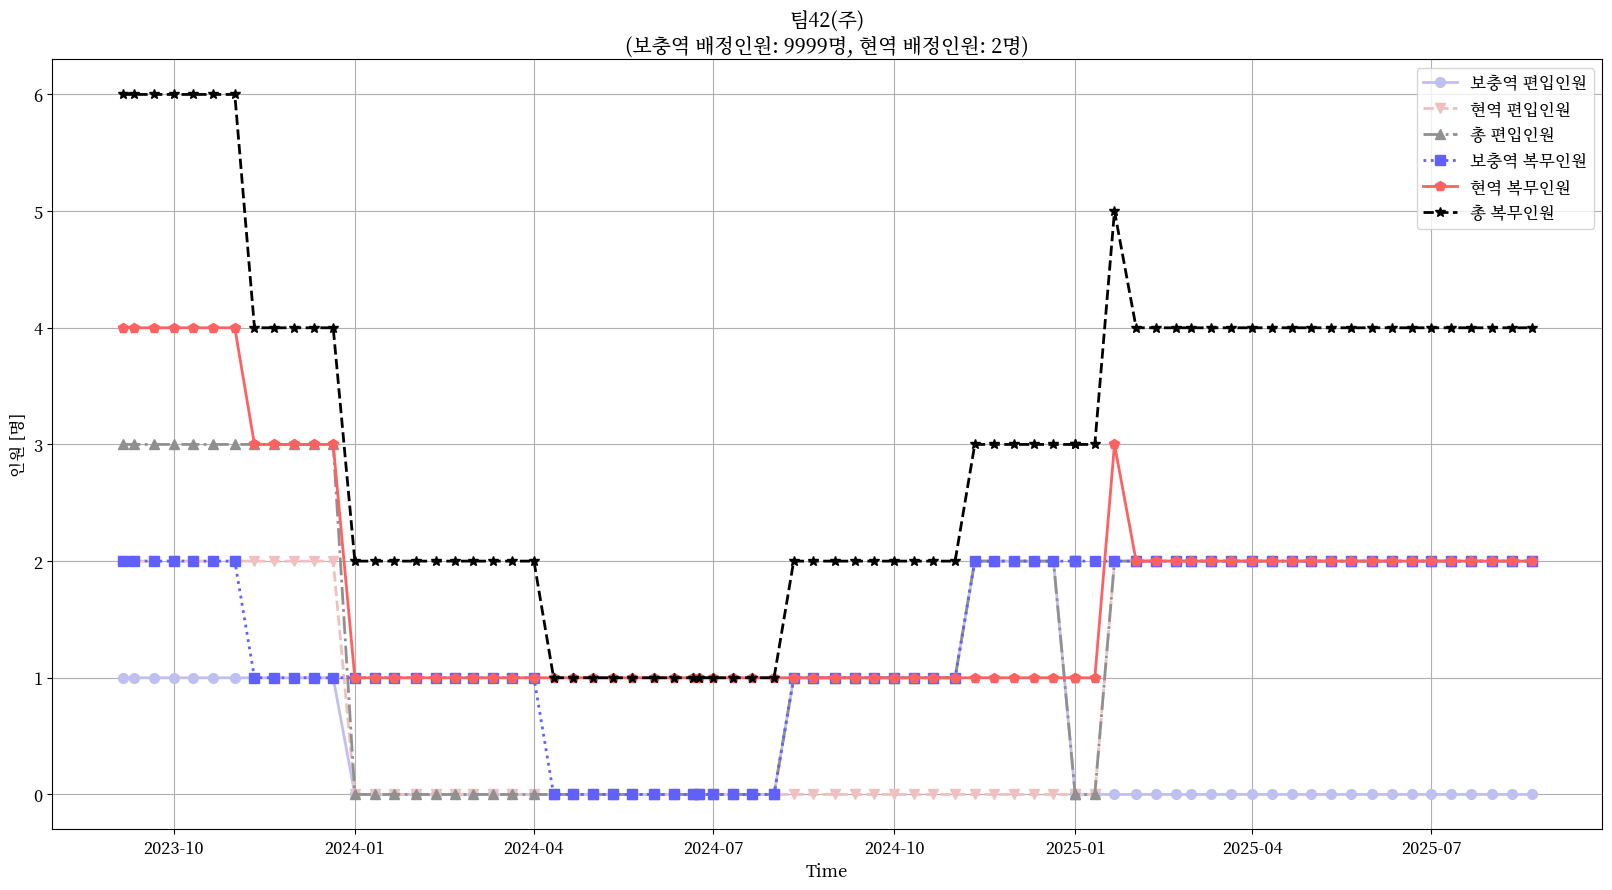 팀42(주)
(보충역 배정인원: 9999명, 현역 배정인원: 2명)
보충역 편입인원
현역 편입인원
총 편입인원
보충역 복무인원
현역 복무인원
총 복무인원
인원 [명]
6
5
4
3
2
1
0
2023-10
2024-01
2024-04
2024-07
2024-10
2025-01
2025-04
2025-07
Time